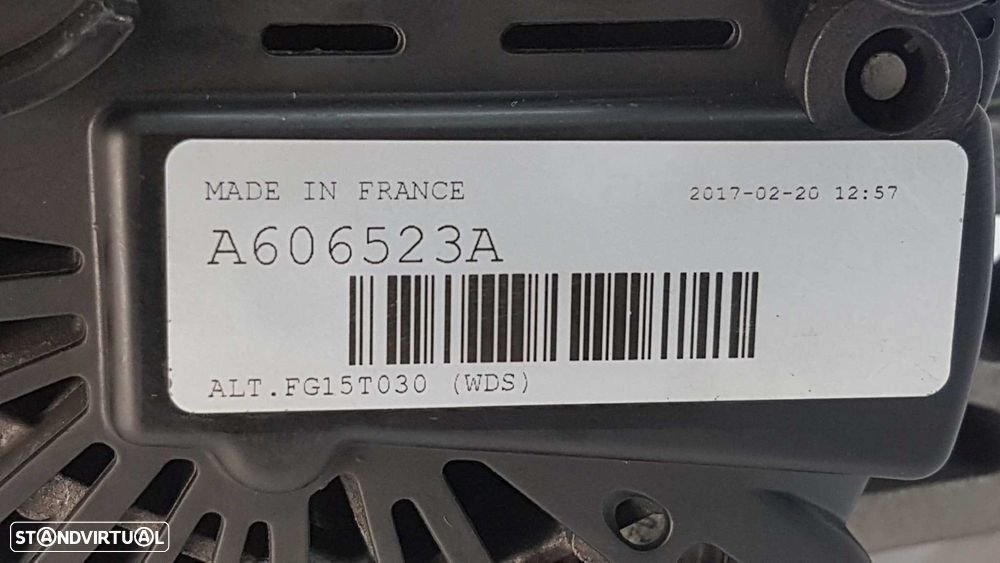 MADE IN FRANCE
2017-02-20 12:57
A606523A
ALT.FG15T030 (WDS)
STANDVIRTUAL